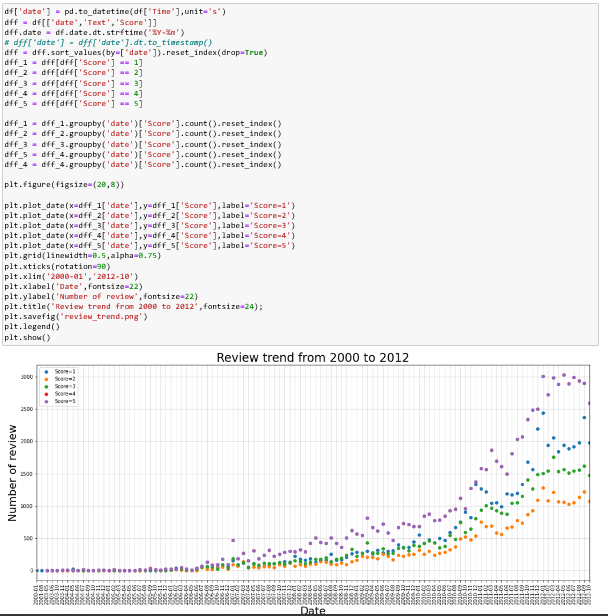 df['date'] = pd.to_datetime(df['Time'],unit='s')
dff = df[['date','Text','Score']]
dff.date = df.date.dt.strftime('%Y-%m')
# dff['date'] = dff['date'].dt.to_timestamp()
dff = dff.sort_values(by=['date']).reset_index(drop=True)
dff_1 = dff[dff['Score'] == 1]
dff_2 = dff[dff['Score'] == 2]
dff_3 = dff[dff['Score'] == 3]
dff_4 = dff[dff['Score'] == 4]
dff_5 = dff[dff['Score'] == 5]
dff_1 = dff_1.groupby('date')['Score'].count().reset_index()
dff_2 = dff_2.groupby('date')['Score'].count().reset_index()
dff_3 = dff_3.groupby('date')['Score'].count().reset_index()
dff_5 = dff_4.groupby('date')['Score'].count().reset_index()
dff_4 = dff_4.groupby('date')['Score'].count().reset_index()
plt.figure(figsize=(20,8))
plt.plot_date(x=dff_1['date'],y=dff_1['Score'],label='Score=1')
plt.plot_date(x=dff_2['date'],y=dff_2['Score'],label='Score=2')
plt.plot_date(x=dff_3['date'],y=dff_3['Score'],label='Score=3')
plt.plot_date(x=dff_4['date'],y=dff_4['Score'],label='Score=4')
plt.plot_date(x=dff_5['date'],y=dff_5['Score'],label='Score=5')
plt.grid(linewidth=0.5,alpha=0.75)
plt.xticks(rotation=90)
plt.xlim('2000-01','2012-10')
plt.xlabel('Date',fontsize=22)
plt.ylabel('Number of review',fontsize=22)
plt.title('Review trend from 2000 to 2012',fontsize=24);
plt.savefig('review_trend.png')
plt.legend()
plt.show()
Review trend from 2000 to 2012
Score=1
Score=2
Score=3
Score=4
Score=5
3000
2500
2000
1500
1000
500
0
Number of review
Date